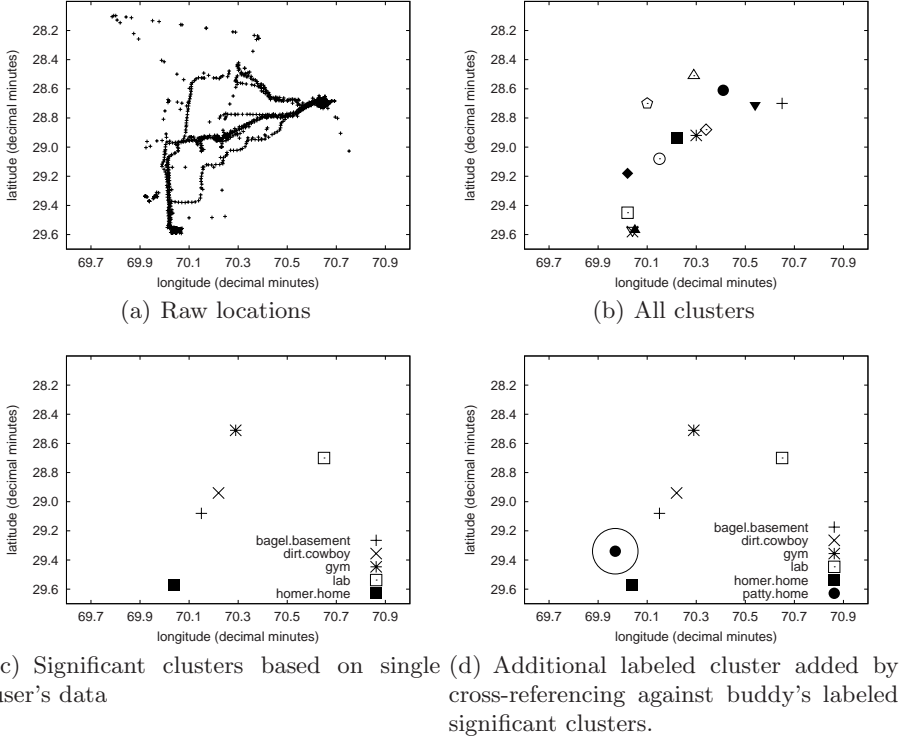 28.2
28.4
28.6
28.8
29.0
29.2
29.4
29.6
69.7 69.9 70.1 70.3 70.5 70.7 70.9
latitude (decimal minutes)
longitude (decimal minutes)
(a) Raw locations
28.2
28.4
28.6
28.8
29.0
29.2
29.4
29.6
69.7 69.9 70.1 70.3 70.5 70.7 70.9
latitude (decimal minutes)
longitude (decimal minutes)
(b) All clusters
28.2
28.4
28.6
28.8
29.0
29.2
29.4
29.6
69.7 69.9 70.1 70.3 70.5 70.7 70.9
latitude (decimal minutes)
longitude (decimal minutes)
bagel.basement
dirt.cowboy
gym
lab
homer.home
c) Significant clusters based on single
user's data
28.2
28.4
28.6
28.8
29.0
29.2
29.4
29.6
69.7 69.9 70.1 70.3 70.5 70.7 70.9
latitude (decimal minutes)
longitude (decimal minutes)
bagel.basement
dirt.cowboy
gym
lab
homer.home
patty.home
(d) Additional labeled cluster added by
cross-referencing against buddy's labeled
significant clusters.